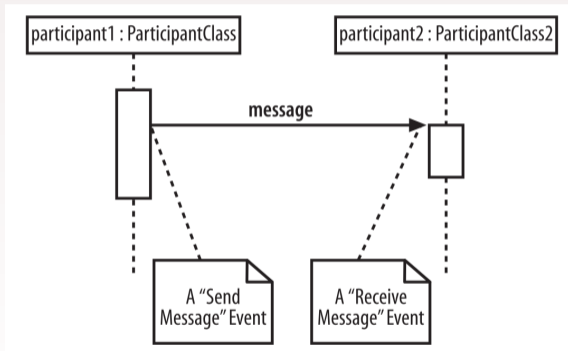 participant1 : ParticipantClass
participant2 : ParticipantClass2
message
A “Send
Message” Event
A “Receive
Message” Event